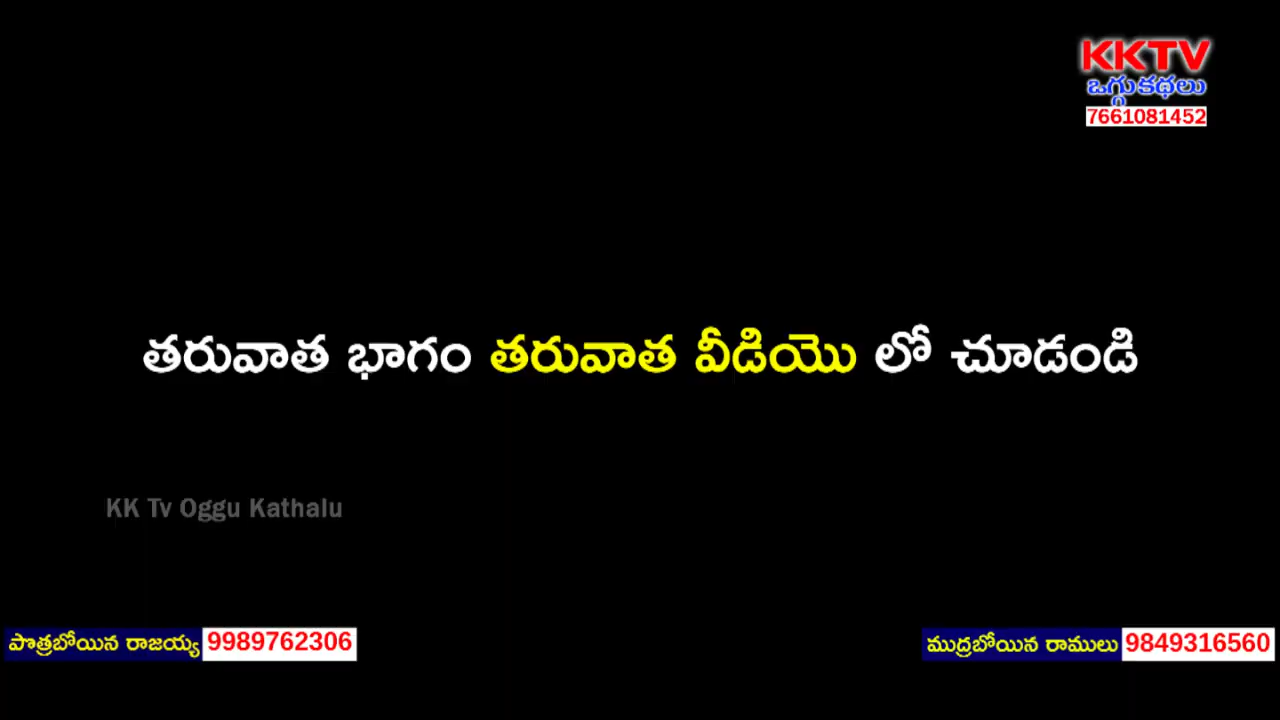 KKTV
ఒగ్గుకథలు
7661081452
తరువాత భాగం తరువాత వీడియొ లో చూడండి
KK Tv Oggu Kathalu
పొత్రబోయిన రాజయ్య 9989762306
ముద్రబోయిన రాములు 9849316560